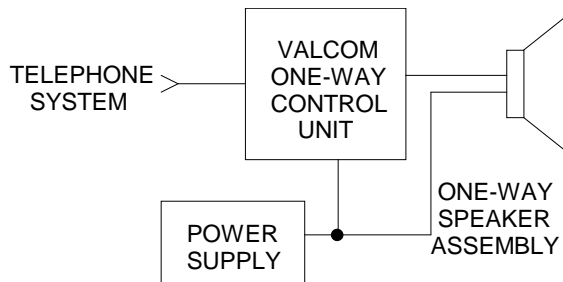 TELEPHONE
SYSTEM
VALCOM
ONE-WAY
CONTROL
UNIT
POWER
SUPPLY
ONE-WAY
SPEAKER
ASSEMBLY